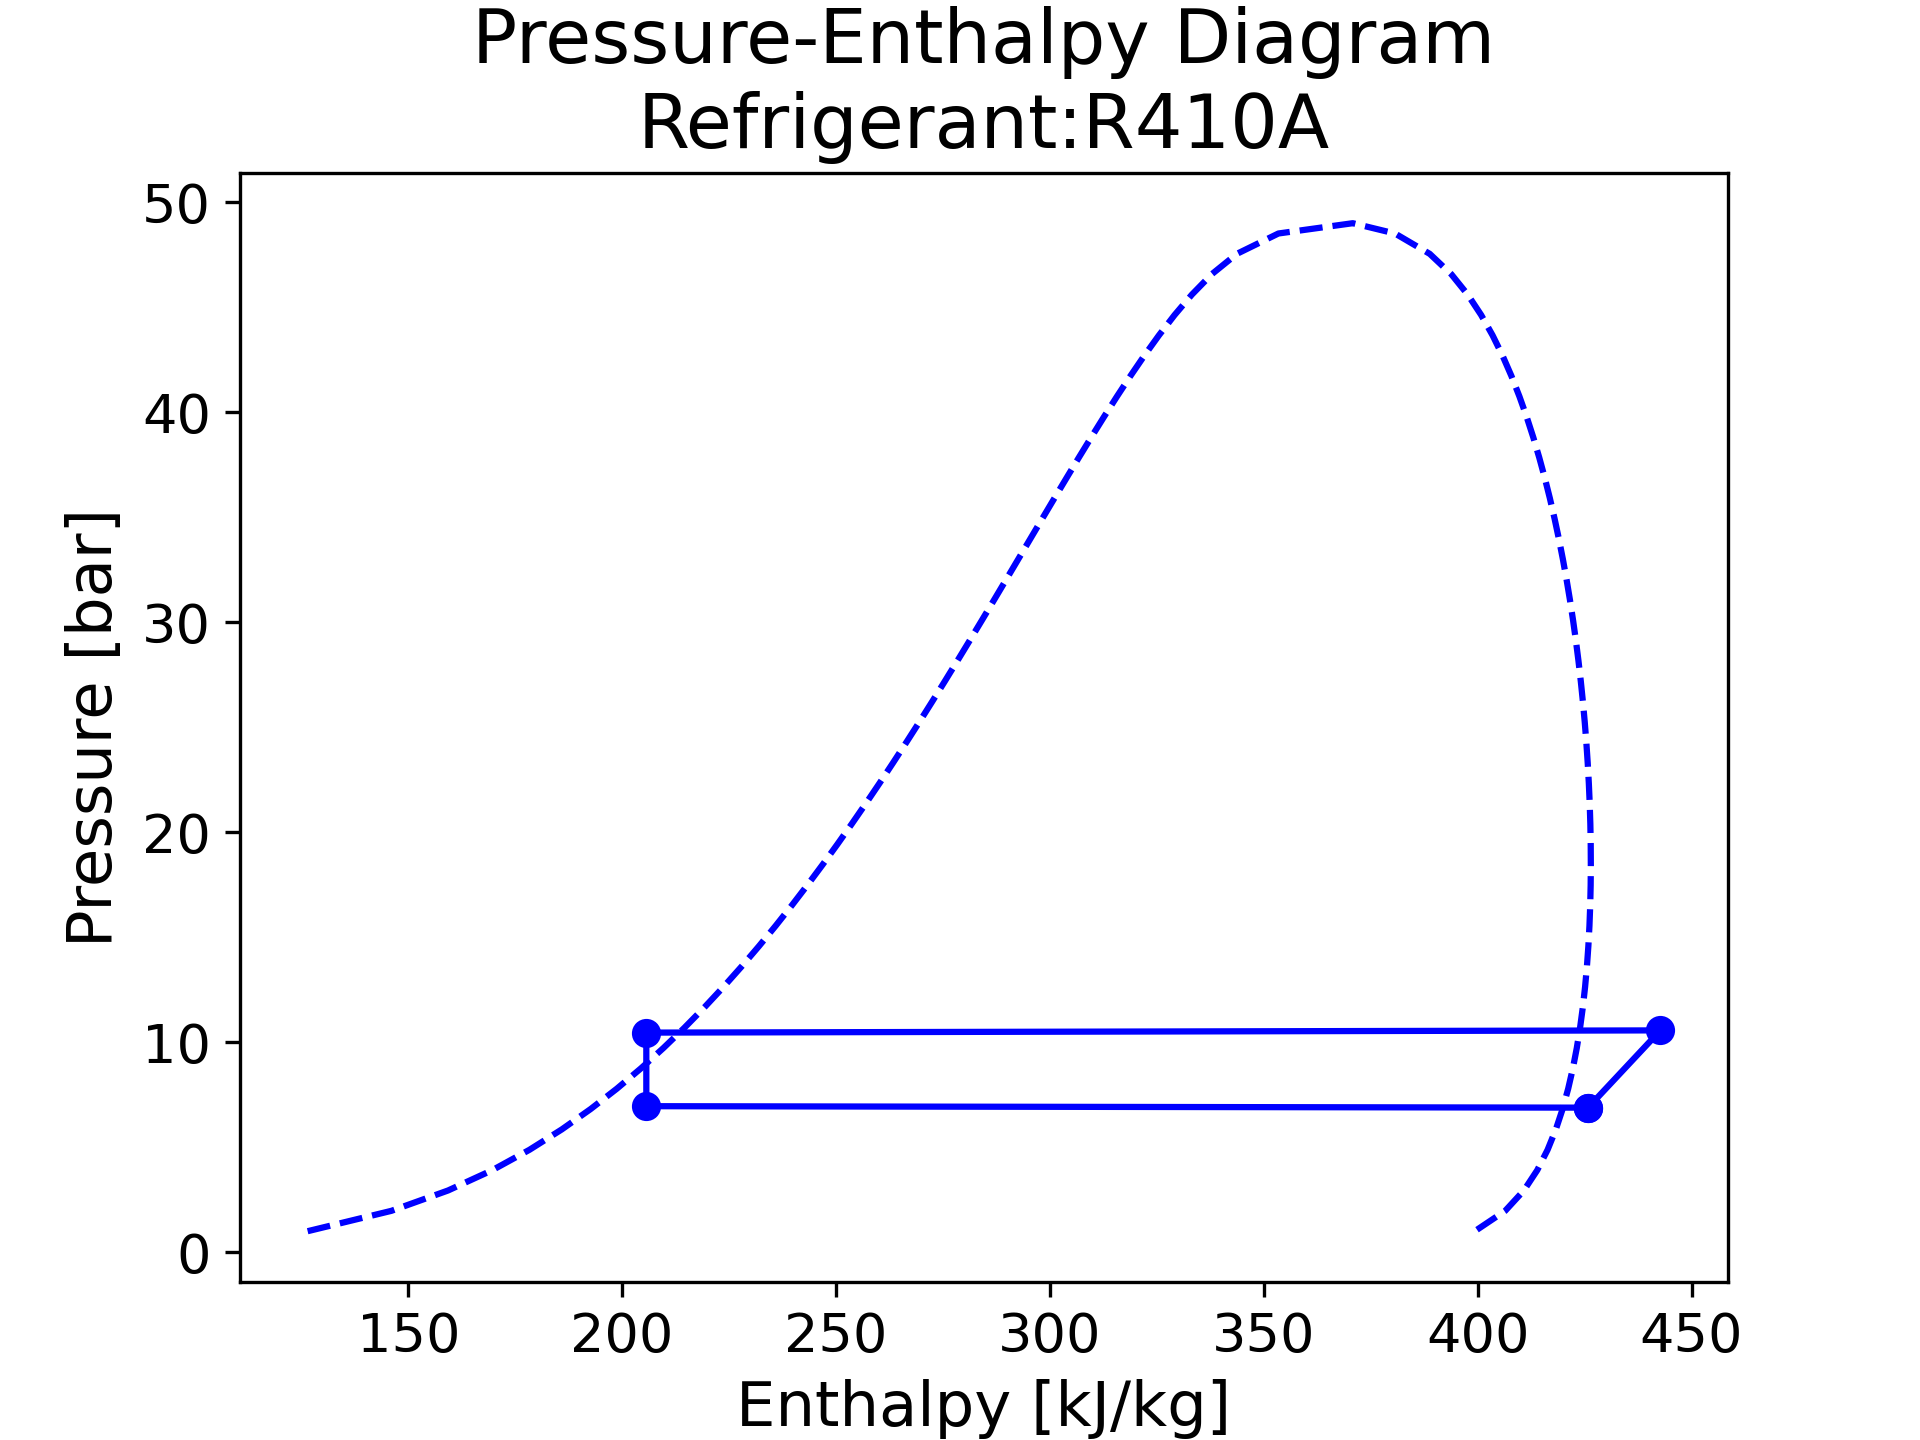 Pressure-Enthalpy Diagram
Refrigerant:R410A
Pressure [bar]
50
40
30
20
10
0
150 200 250 300 350 400 450
Enthalpy [kJ/kg]